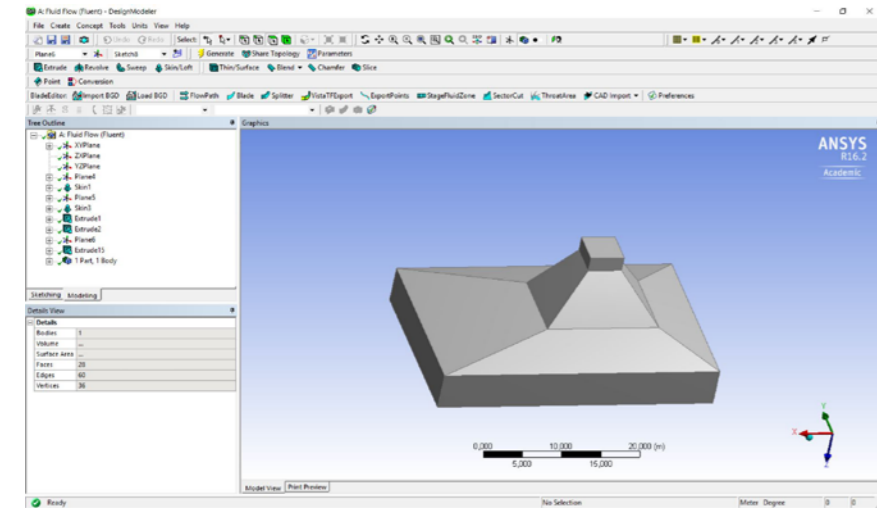 A: Fluid Flow (Fluent) - DesignModeler
File Create Concept Tools Units View Help
Undo Redo Select:
Plane6 Sketch8 Generate Share Topology Parameters
Extrude Revolve Sweep Skin/Loft Thin/Surface Blend Chamfer Slice
Point Conversion
BladeEditor: Import BGD Load BGD FlowPath Blade Splitter VistaTFExport ExportPoints StageFluidZone SectorCut ThroatArea CAD Import Preferences
Tree Outline
Graphics
A: Fluid Flow (Fluent)
XYPlane
ZXPlane
YZPlane
Plane4
Skin1
Plane5
Skin3
Extrude1
Extrude2
Plane6
Extrude15
1 Part, 1 Body
Sketching Modeling
Details View
Details
Bodies 1
Volume ...
Surface Area ...
Faces 28
Edges 60
Vertices 36
ANSYS
R16.2
Academic
0,000 10,000 20,000 (m)
5,000 15,000
Y
X
Z
Model View Print Preview
Ready No Selection Meter Degree 0 0